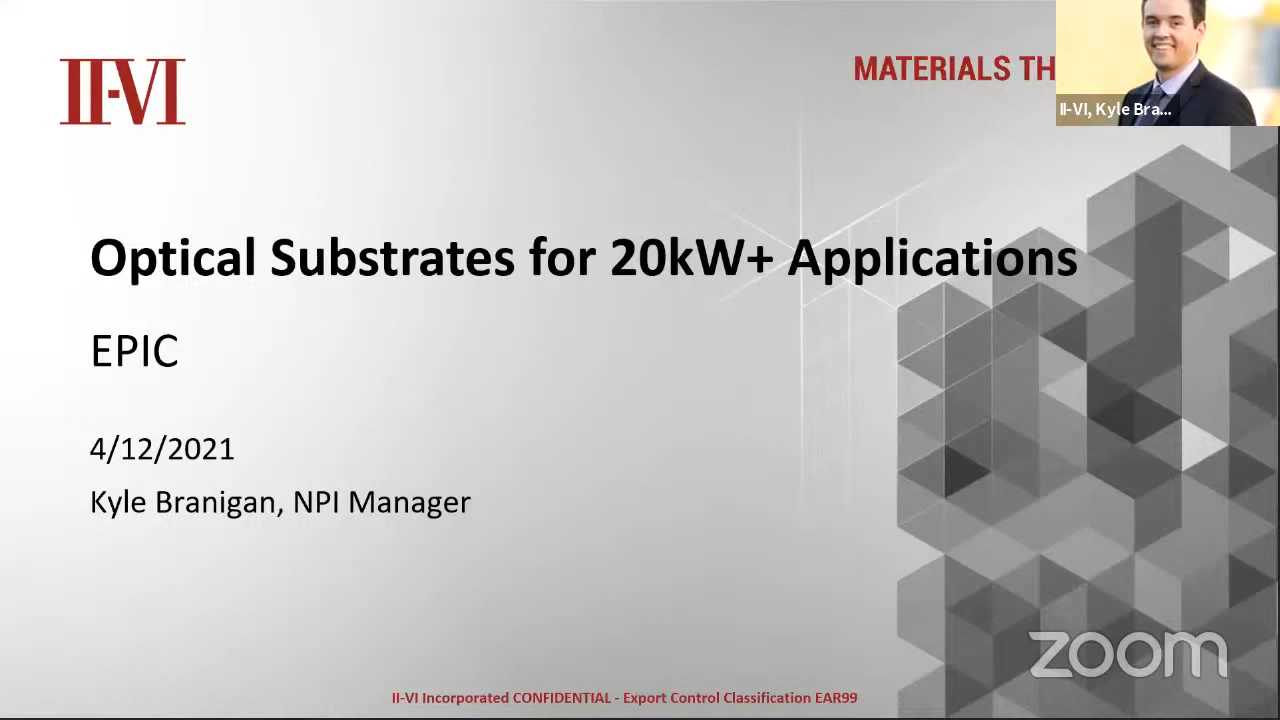 II-VI
MATERIALS TH
II-VI, Kyle Bra...
Optical Substrates for 20kW+ Applications
EPIC
4/12/2021
Kyle Branigan, NPI Manager
zoom
II-VI Incorporated CONFIDENTIAL - Export Control Classification EAR99